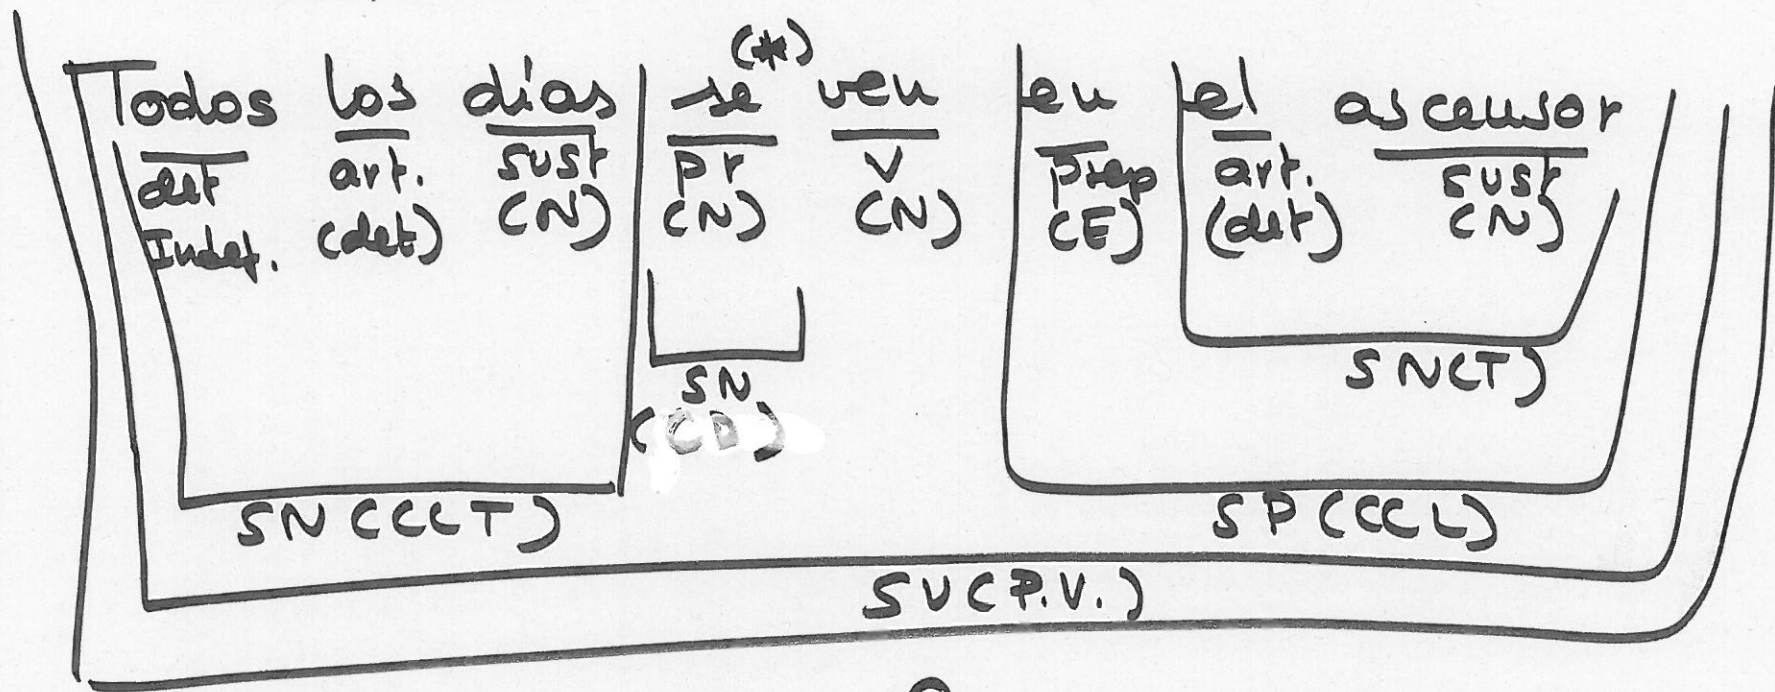 (*)
Todos los días se ven en el ascensor
det art. sust pr v prep art. sust
Indef. (det) (N) (N) (N) (E) (det) (N)
SN(T)
SN
(CD)
SN(CCT) SP(CCL)
SV(P.V.)